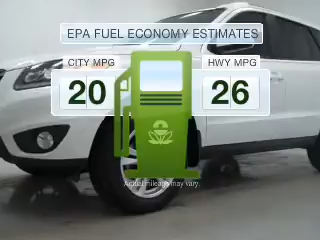 EPA FUEL ECONOMY ESTIMATES
CITY MPG
HWY MPG
20
26
Actual mileage may vary.